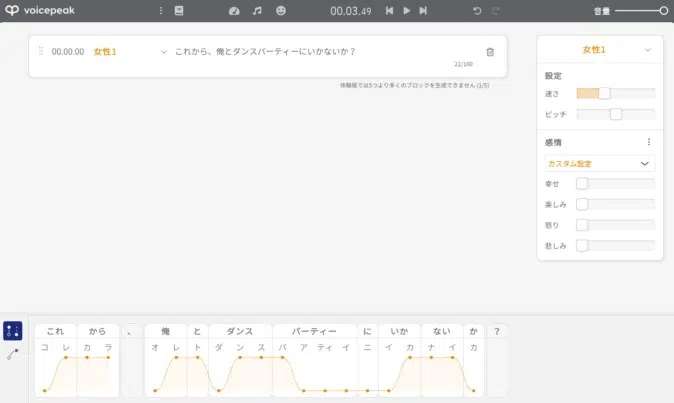 voicepeak
00.03.49
音量
00.00.00 女性1 これから、俺とダンスパーティーにいかないか？
22/100
体験版では5つより多くのブロックを生成できません (1/5)
女性1
設定
速さ
ピッチ
感情
カスタム設定
幸せ
楽しみ
怒り
悲しみ
これ から 、 俺 と ダンス パーティー に いか ない か ？
コ レ カ ラ オ レ ト ダ ン ス パ ア ティ イ ニ イ カ ナ イ カ